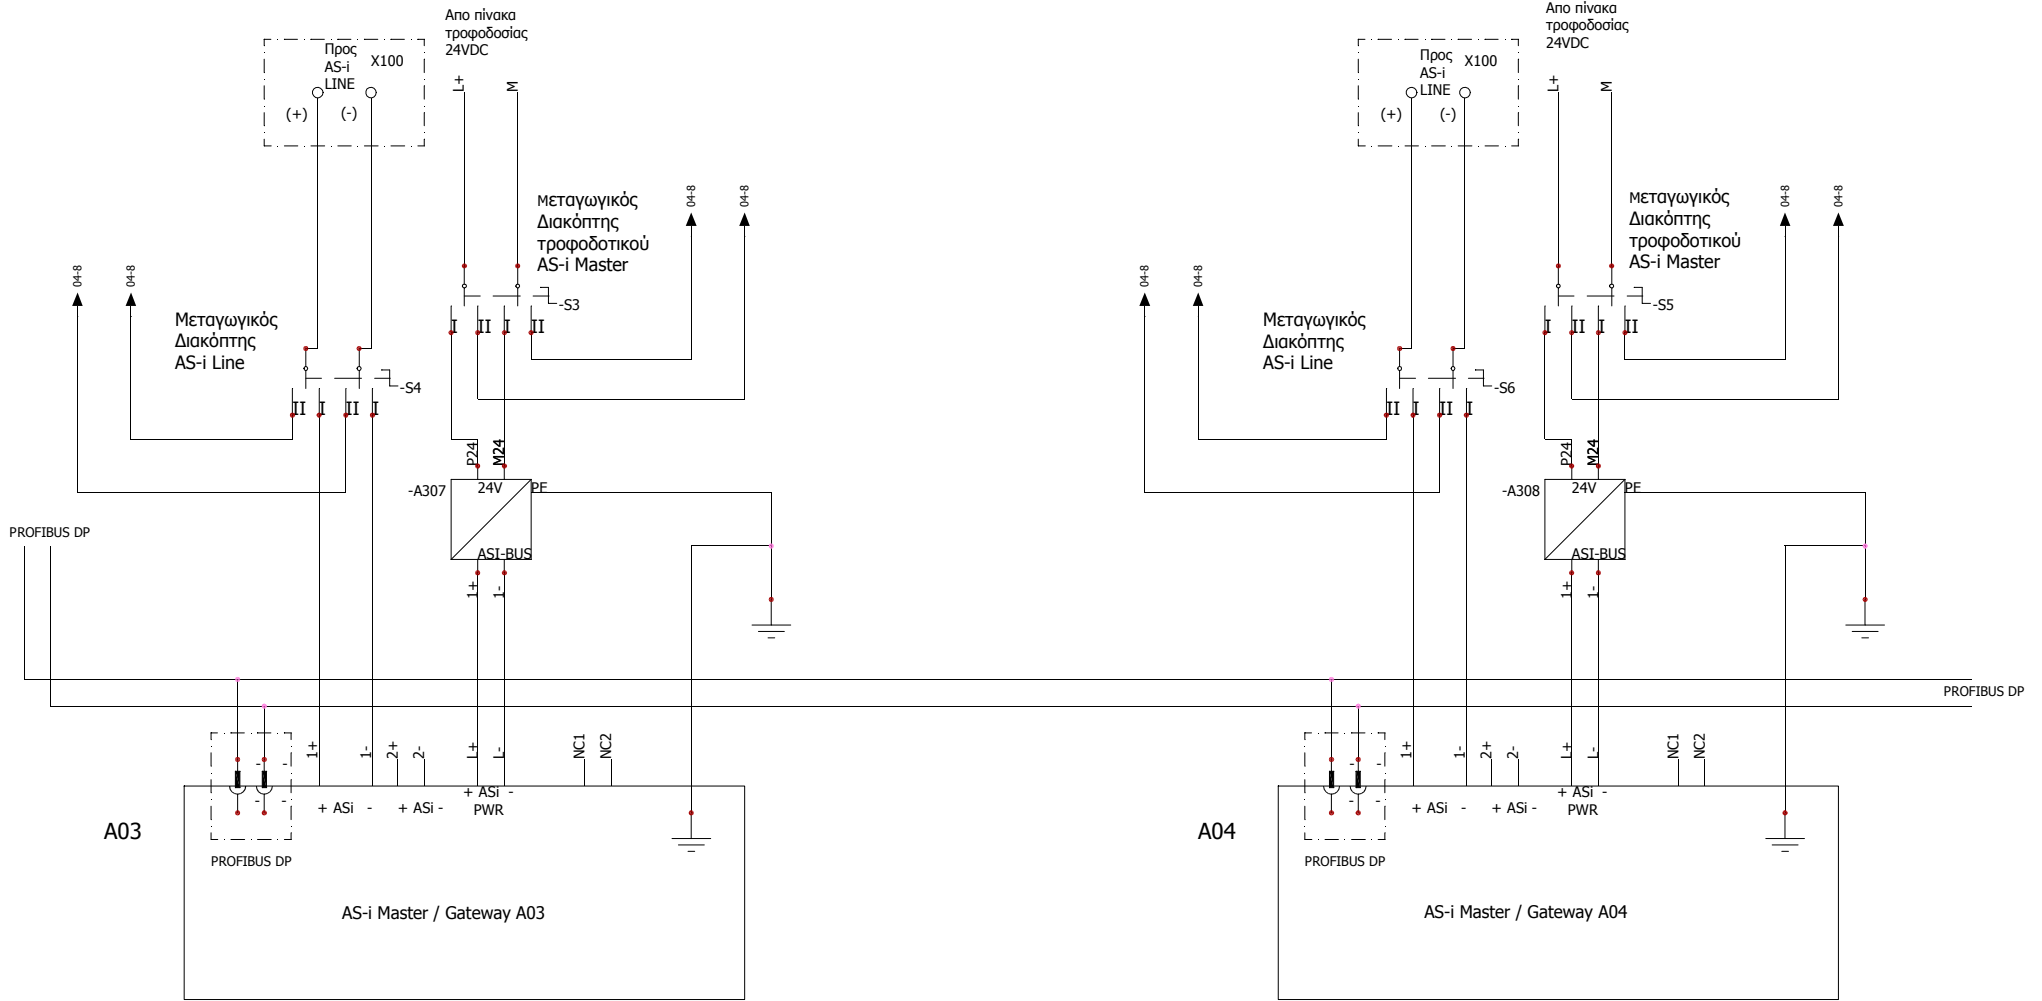 Απο πίνακα
τροφοδοσίας
24VDC
Προς
AS-i
LINE
X100
(+)
(-)
L+
M
Μεταγωγικός
Διακόπτης
τροφοδοτικού
AS-i Master
04-8
04-8
-S3
I
II
I
II
04-8
04-8
Μεταγωγικός
Διακόπτης
AS-i Line
-S4
II
I
II
I
P24
M24
-A307
24V
PE
ASI-BUS
1+
1-
PROFIBUS DP
1+
1-
2+
2-
L+
L-
NC1
NC2
- -
- -
+ ASi -
+ ASi -
+ ASi -
PWR
A03
PROFIBUS DP
AS-i Master / Gateway A03
Απο πίνακα
τροφοδοσίας
24VDC
Προς
AS-i
LINE
X100
(+)
(-)
L+
M
Μεταγωγικός
Διακόπτης
τροφοδοτικού
AS-i Master
04-8
04-8
-S5
I
II
I
II
04-8
04-8
Μεταγωγικός
Διακόπτης
AS-i Line
-S6
II
I
II
I
P24
M24
-A308
24V
PE
ASI-BUS
1+
1-
PROFIBUS DP
1+
1-
2+
2-
L+
L-
NC1
NC2
- -
- -
+ ASi -
+ ASi -
+ ASi -
PWR
A04
PROFIBUS DP
AS-i Master / Gateway A04